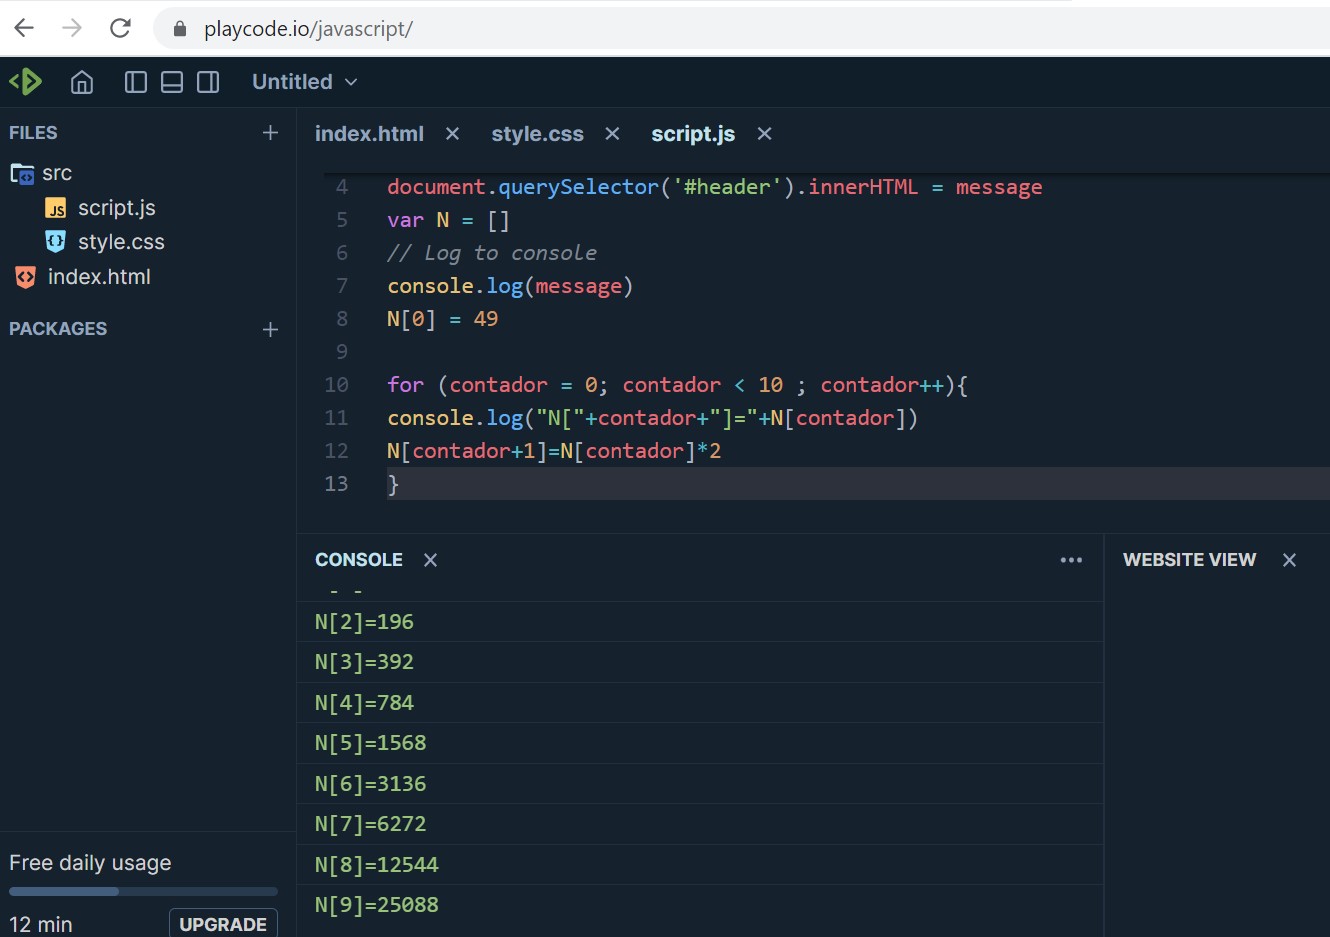 playcode.io/javascript/
Untitled
FILES +
index.html × style.css × script.js ×
src
script.js
style.css
index.html
PACKAGES +
4 document.querySelector('#header').innerHTML = message
5 var N = []
6 // Log to console
7 console.log(message)
8 N[0] = 49
9
10 for (contador = 0; contador < 10 ; contador++){
11 console.log("N["+contador+"]="+N[contador])
12 N[contador+1]=N[contador]*2
13 }
CONSOLE × ··· WEBSITE VIEW ×
N[2]=196
N[3]=392
N[4]=784
N[5]=1568
N[6]=3136
N[7]=6272
N[8]=12544
N[9]=25088
Free daily usage
12 min UPGRADE